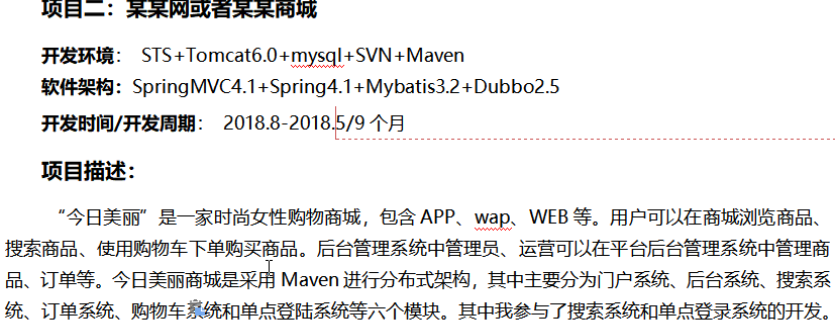 项目二：某某网或者某某商城
开发环境： STS+Tomcat6.0+mysql+SVN+Maven
软件架构：SpringMVC4.1+Spring4.1+Mybatis3.2+Dubbo2.5
开发时间/开发周期： 2018.8-2018.5/9 个月
项目描述：
“今日美丽”是一家时尚女性购物商城，包含 APP、wap、WEB 等。用户可以在商城浏览商品、
搜索商品、使用购物车下单购买商品。后台管理系统中管理员、运营可以在平台后台管理系统中管理商
品、订单等。今日美丽商城是采用 Maven 进行分布式架构，其中主要分为门户系统、后台系统、搜索系
统、订单系统、购物车系统和单点登陆系统等六个模块。其中我参与了搜索系统和单点登录系统的开发。